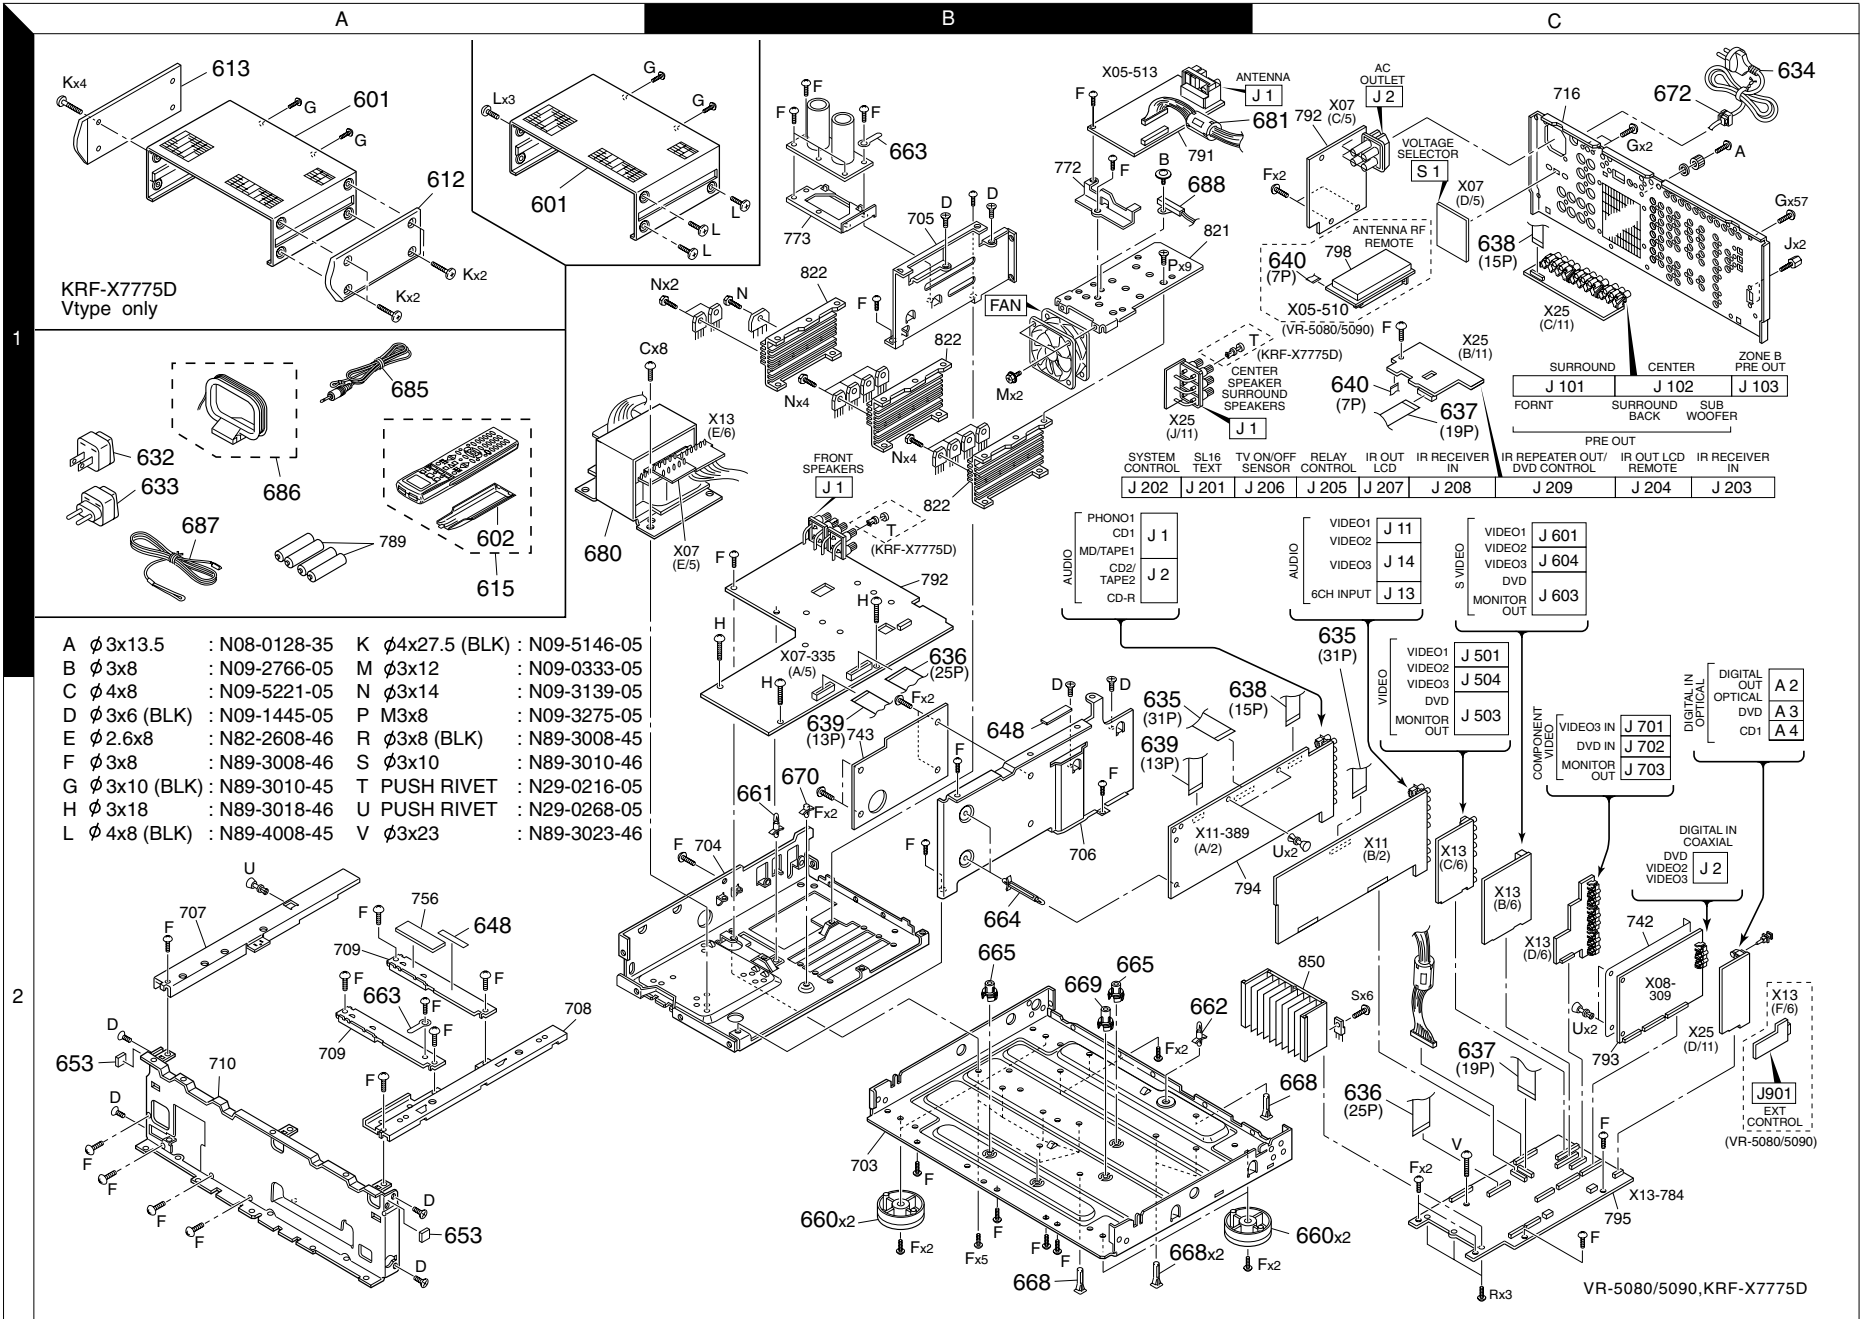 A
B
C
1
2
Kx4
613
601
G
G
612
Kx2
Kx2
KRF-X7775D
Vtype only
G
Lx3
G
601
L
L
L
685
686
632
633
687
789
602
615
F
F
F
663
773
X05-513
F
ANTENNA
J 1
681
791
772
F
B
688
D
D
705
821
Px9
822
Nx2
N
F
FAN
Mx2
822
Nx4
Nx4
822
Cx8
X13
(E/6)
680
X07
(E/5)
FRONT
SPEAKERS
J 1
T
(KRF-X7775D)
AC
OUTLET
J 2
X07
(C/5)
792
Fx2
VOLTAGE
SELECTOR
S 1
X07
(D/5)
ANTENNA RF
REMOTE
798
640
(7P)
X05-510
(VR-5080/5090)
634
672
716
Gx2
A
Gx57
Jx2
638
(15P)
X25
(C/11)
T
(KRF-X7775D)
CENTER
SPEAKER
SURROUND
SPEAKERS
X25
(J/11)
J 1
F
X25
(B/11)
640
(7P)
637
(19P)
SURROUND
CENTER
ZONE B
PRE OUT
J 101
J 102
J 103
FORNT
SURROUND
BACK
SUB
WOOFER
PRE OUT
SYSTEM
CONTROL
SL16
TEXT
TV ON/OFF
SENSOR
RELAY
CONTROL
IR OUT
LCD
IR RECEIVER
IN
IR REPEATER OUT/
DVD CONTROL
IR OUT LCD
REMOTE
IR RECEIVER
IN
J 202
J 201
J 206
J 205
J 207
J 208
J 209
J 204
J 203
AUDIO
PHONO1
CD1
MD/TAPE1
CD2/
TAPE2
CD-R
J 1
J 2
AUDIO
VIDEO1
VIDEO2
VIDEO3
6CH INPUT
J 11
J 14
J 13
S VIDEO
VIDEO1
VIDEO2
VIDEO3
DVD
MONITOR
OUT
J 601
J 604
J 603
VIDEO
VIDEO1
VIDEO2
VIDEO3
DVD
MONITOR
OUT
J 501
J 504
J 503
COMPONENT
VIDEO
VIDEO3 IN
DVD IN
MONITOR
OUT
J 701
J 702
J 703
DIGITAL IN
OPTICAL
DIGITAL
OUT
OPTICAL
DVD
CD1
A 2
A 3
A 4
DIGITAL IN
COAXIAL
DVD
VIDEO2
VIDEO3
J 2
A ϕ 3x13.5 : N08-0128-35 K ϕ4x27.5 (BLK) : N09-5146-05
B ϕ 3x8 : N09-2766-05 M ϕ3x12 : N09-0333-05
C ϕ 4x8 : N09-5221-05 N ϕ3x14 : N09-3139-05
D ϕ 3x6 (BLK) : N09-1445-05 P M3x8 : N09-3275-05
E ϕ 2.6x8 : N82-2608-46 R ϕ3x8 (BLK) : N89-3008-45
F ϕ 3x8 : N89-3008-46 S ϕ3x10 : N89-3010-46
G ϕ 3x10 (BLK) : N89-3010-45 T PUSH RIVET : N29-0216-05
H ϕ 3x18 : N89-3018-46 U PUSH RIVET : N29-0268-05
L ϕ 4x8 (BLK) : N89-4008-45 V ϕ3x23 : N89-3023-46
F
792
H
H
H
X07-335
(A/5)
636
(25P)
Fx2
639
(13P)
743
670
661
Fx2
F
704
648
D
D
F
F
F
706
664
635
(31P)
638
(15P)
639
(13P)
635
(31P)
X11-389
(A/2)
Ux2
794
X11
(B/2)
X13
(C/6)
X13
(B/6)
X13
(D/6)
742
X08-
309
Ux2
793
X25
(D/11)
X13
(F/6)
J901
EXT
CONTROL
(VR-5080/5090)
U
707
F
F
756
648
709
F
F
663
F
F
709
708
D
653
710
F
D
F
F
F
F
D
653
D
665
669
665
662
Fx2
850
Sx6
668
703
F
660x2
Fx2
Fx5
F
F
F
668
668x2
660x2
Fx2
637
(19P)
636
(25P)
V
Fx2
F
X13-784
795
F
Rx3
VR-5080/5090,KRF-X7775D